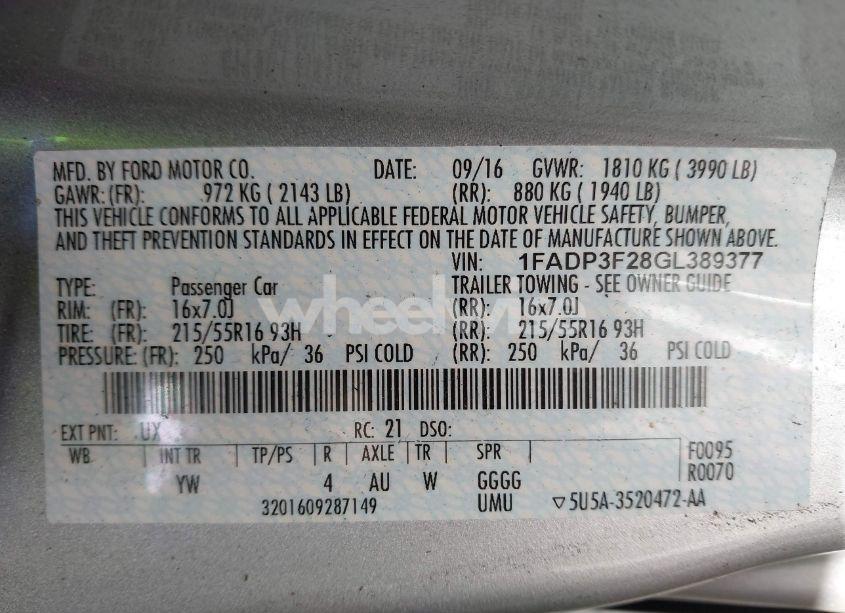 MFD. BY FORD MOTOR CO. DATE: 09/16 GVWR: 1810 KG ( 3990 LB)
GAWR: (FR): 972 KG ( 2143 LB) (RR): 880 KG ( 1940 LB)
THIS VEHICLE CONFORMS TO ALL APPLICABLE FEDERAL MOTOR VEHICLE SAFETY, BUMPER,
AND THEFT PREVENTION STANDARDS IN EFFECT ON THE DATE OF MANUFACTURE SHOWN ABOVE.
VIN: 1FADP3F28GL389377
TYPE: Passenger Car TRAILER TOWING - SEE OWNER GUIDE
RIM: (FR): 16x7.0J (RR): 16x7.0J
TIRE: (FR): 215/55R16 93H (RR): 215/55R16 93H
PRESSURE: (FR): 250 kPa/ 36 PSI COLD (RR): 250 kPa/ 36 PSI COLD
EXT PNT: UX RC: 21 DSO:
WB INT TR TP/PS R AXLE TR SPR F0095
R0070
YW 4 AU W GGGG
3201609287149 UMU ▽5U5A-3520472-AA